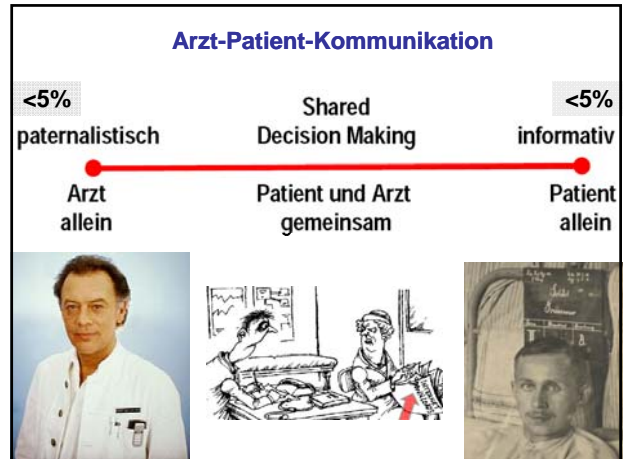 Arzt-Patient-Kommunikation
<5%
<5%
paternalistisch
Shared
Decision Making
informativ
Arzt
allein
Patient und Arzt
gemeinsam
Patient
allein